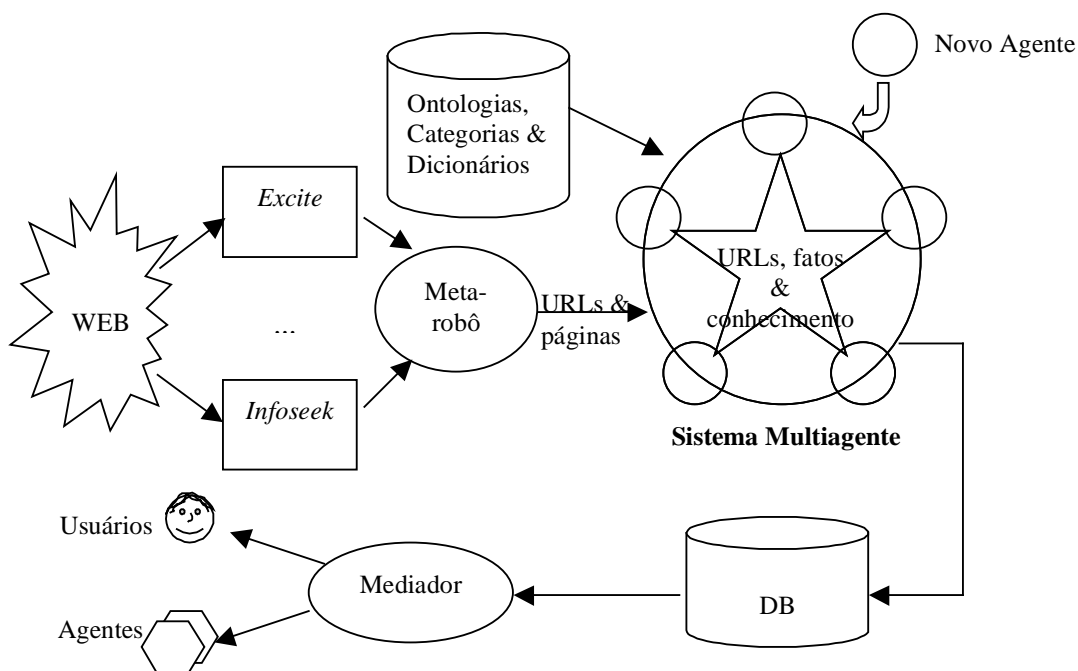 Novo Agente
Ontologias,
Categorias &
Dicionários
Excite
WEB
...
Infoseek
Meta-
robô
URLs &
páginas
URLs, fatos
&
conhecimento
Sistema Multiagente
Usuários
Agentes
Mediador
DB